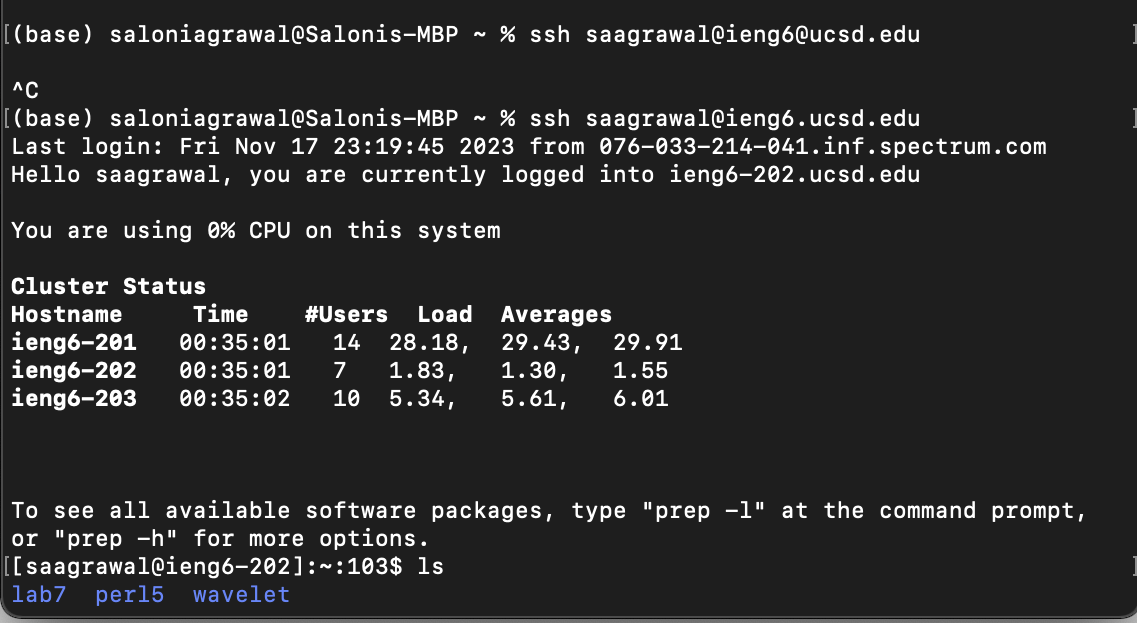 [(base) saloniagrawal@Salonis-MBP ~ % ssh saagrawal@ieng6@ucsd.edu ]
^C
[(base) saloniagrawal@Salonis-MBP ~ % ssh saagrawal@ieng6.ucsd.edu ]
Last login: Fri Nov 17 23:19:45 2023 from 076-033-214-041.inf.spectrum.com
Hello saagrawal, you are currently logged into ieng6-202.ucsd.edu
You are using 0% CPU on this system
Cluster Status
Hostname Time #Users Load Averages
ieng6-201 00:35:01 14 28.18, 29.43, 29.91
ieng6-202 00:35:01 7 1.83, 1.30, 1.55
ieng6-203 00:35:02 10 5.34, 5.61, 6.01
To see all available software packages, type "prep -l" at the command prompt,
or "prep -h" for more options.
[[saagrawal@ieng6-202]:~:103$ ls ]
lab7 perl5 wavelet